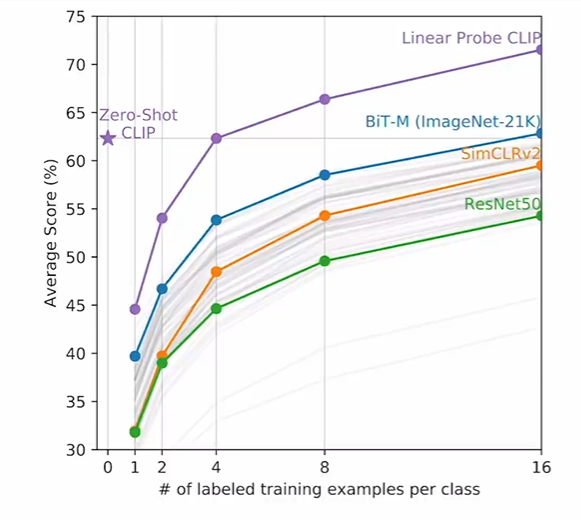 75
70
65
60
55
50
45
40
35
30
Average Score (%)
Linear Probe CLIP
Zero-Shot
CLIP
BiT-M (ImageNet-21K)
SimCLRv2
ResNet50
0 1 2 4 8 16
# of labeled training examples per class